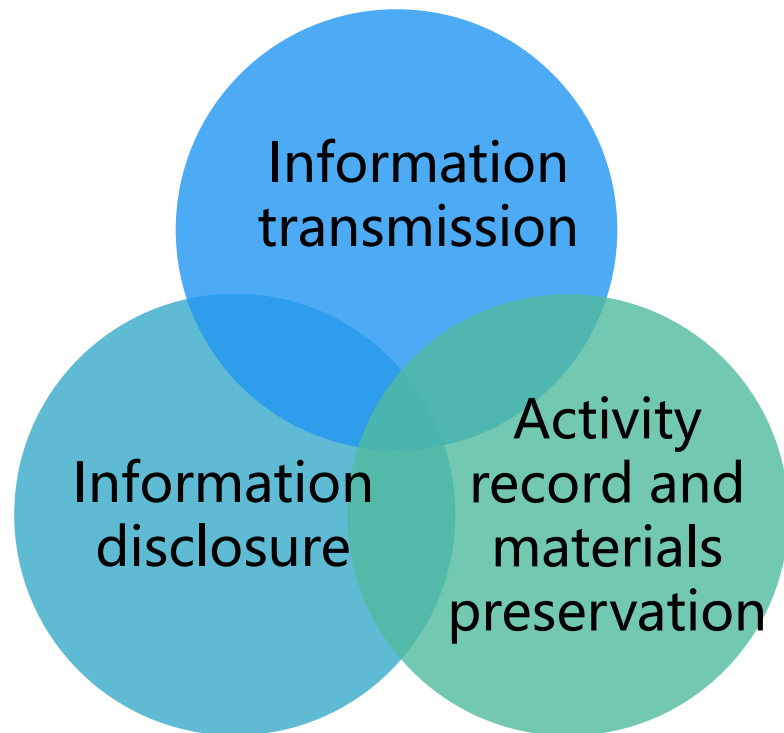 Information
transmission
Information
disclosure
Activity
record and
materials
preservation